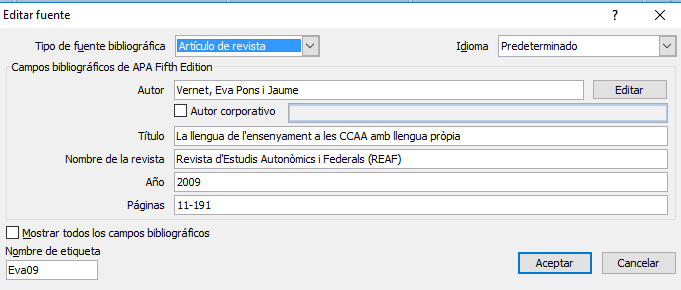 Editar fuente
Tipo de fuente bibliográfica Artículo de revista Idioma Predeterminado
Campos bibliográficos de APA Fifth Edition
Autor Vernet, Eva Pons i Jaume Editar
Autor corporativo
Título La llengua de l'ensenyament a les CCAA amb llengua pròpia
Nombre de la revista Revista d'Estudis Autonòmics i Federals (REAF)
Año 2009
Páginas 11-191
Mostrar todos los campos bibliográficos
Nombre de etiqueta
Eva09 Aceptar Cancelar